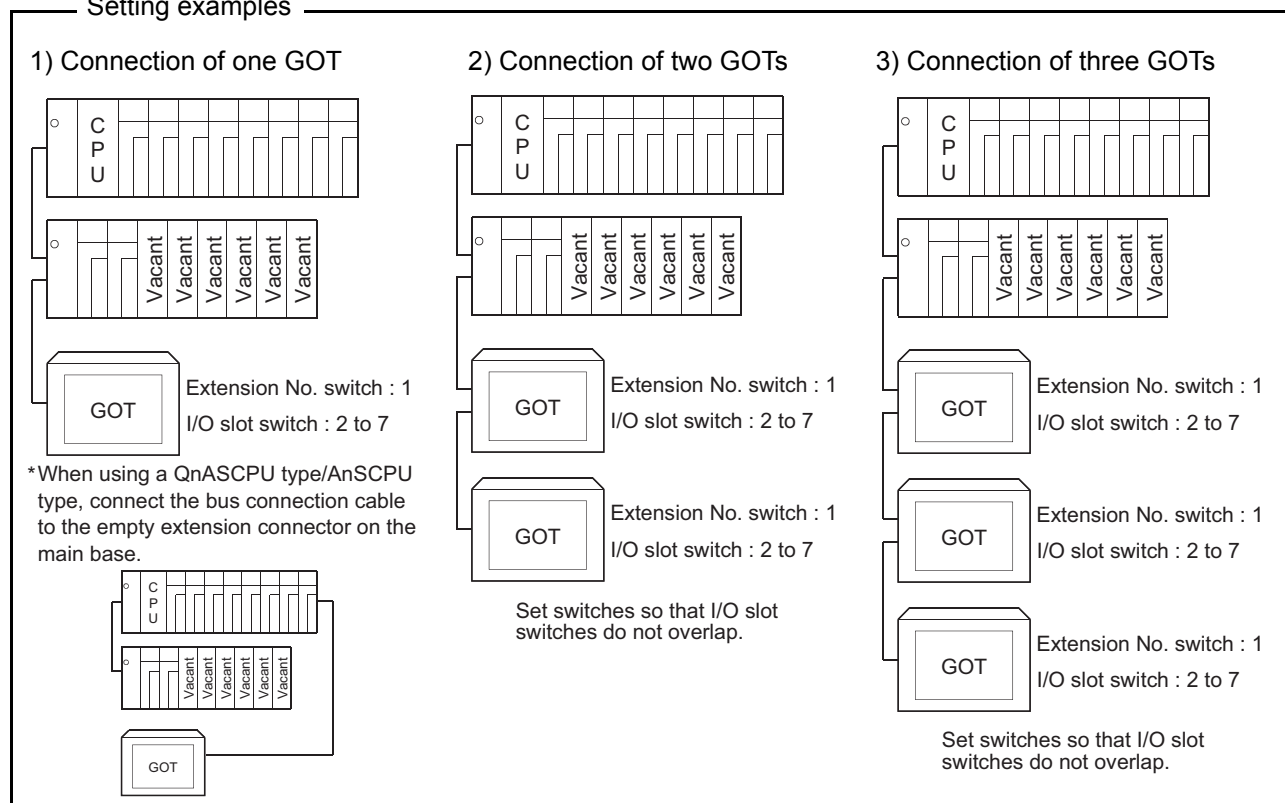 Setting examples
1) Connection of one GOT
C
P
U
Vacant
Vacant
Vacant
Vacant
Vacant
Vacant
GOT
Extension No. switch : 1
I/O slot switch : 2 to 7
*When using a QnASCPU type/AnSCPU
type, connect the bus connection cable
to the empty extension connector on the
main base.
C
P
U
Vacant
Vacant
Vacant
Vacant
Vacant
Vacant
GOT
2) Connection of two GOTs
C
P
U
Vacant
Vacant
Vacant
Vacant
Vacant
Vacant
GOT
Extension No. switch : 1
I/O slot switch : 2 to 7
GOT
Extension No. switch : 1
I/O slot switch : 2 to 7
Set switches so that I/O slot
switches do not overlap.
3) Connection of three GOTs
C
P
U
Vacant
Vacant
Vacant
Vacant
Vacant
Vacant
GOT
Extension No. switch : 1
I/O slot switch : 2 to 7
GOT
Extension No. switch : 1
I/O slot switch : 2 to 7
GOT
Extension No. switch : 1
I/O slot switch : 2 to 7
Set switches so that I/O slot
switches do not overlap.